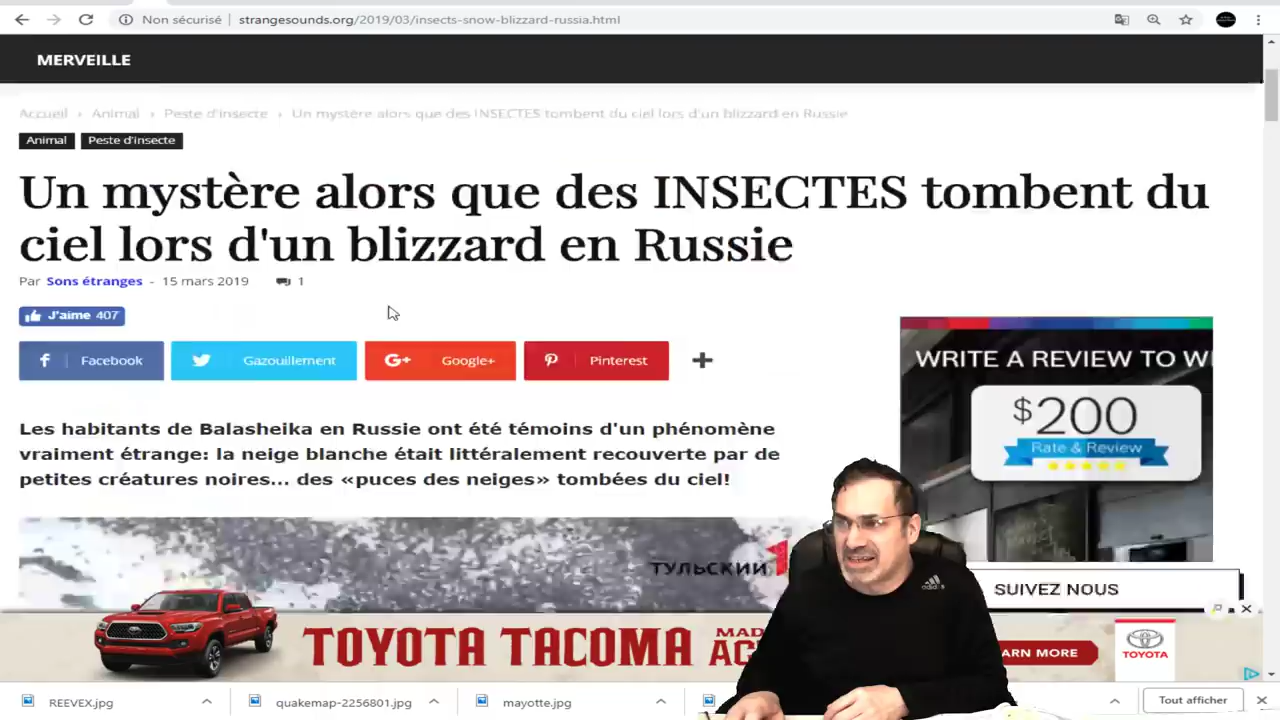 Non sécurisé
strangesounds.org/2019/03/insects-snow-blizzard-russia.html
MERVEILLE
Accueil › Animal › Peste d'insecte › Un mystère alors que des INSECTES tombent du ciel lors d'un blizzard en Russie
Animal
Peste d'insecte
Un mystère alors que des INSECTES tombent du
ciel lors d'un blizzard en Russie
Par Sons étranges - 15 mars 2019 1
J'aime 407
Facebook
Gazouillement
G+ Google+
Pinterest
WRITE A REVIEW TO WI
$200
Rate & Review
Les habitants de Balasheika en Russie ont été témoins d'un phénomène
vraiment étrange: la neige blanche était littéralement recouverte par de
petites créatures noires... des «puces des neiges» tombées du ciel!
ТУЛЬСКИЙ 1
adidas
SUIVEZ NOUS
TOYOTA TACOMA
MAD
AC
ARN MORE
TOYOTA
REEVEX.jpg
quakemap-2256801.jpg
mayotte.jpg
Tout afficher